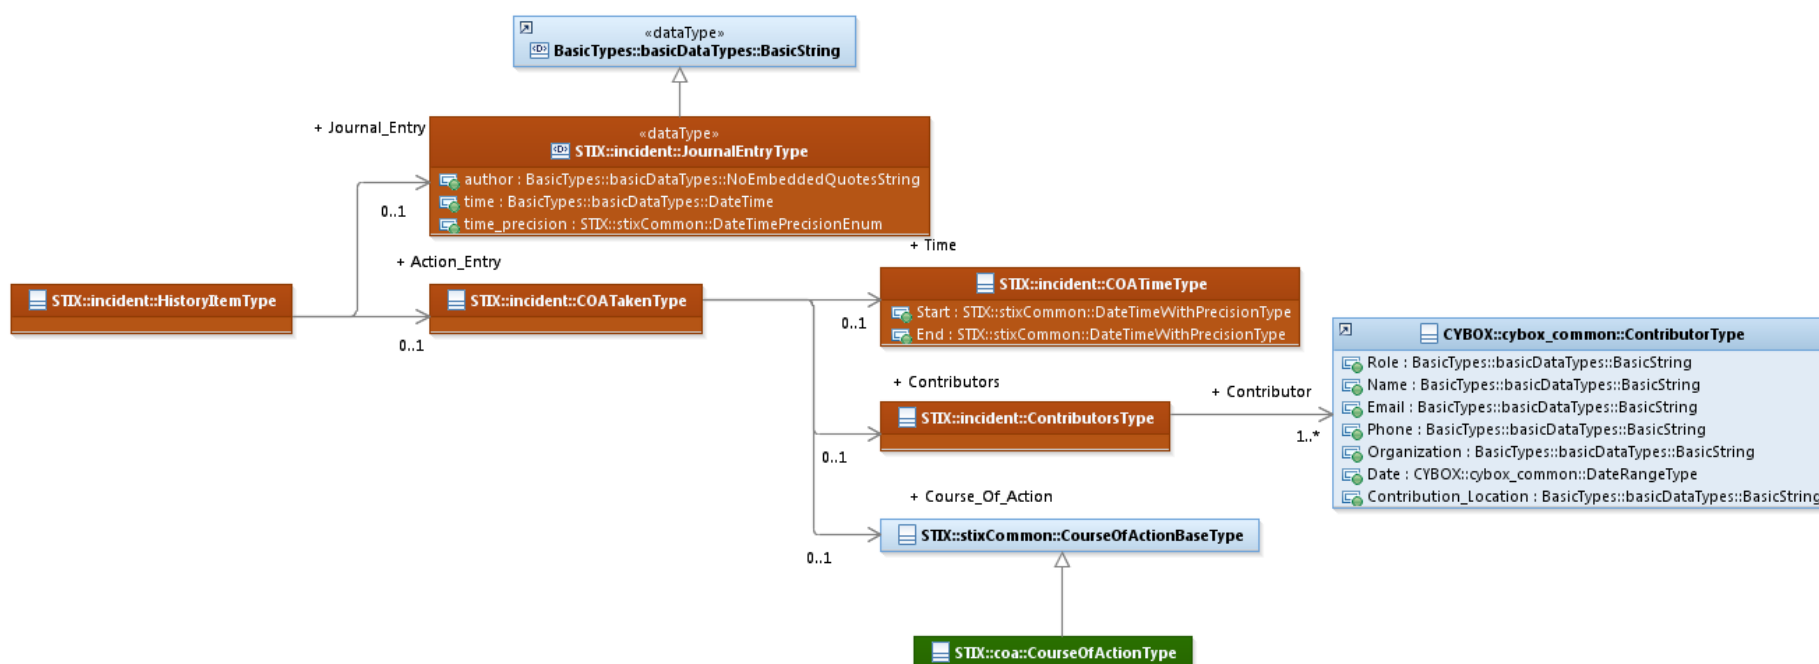 «dataType»
BasicTypes::basicDataTypes::BasicString
+ Journal_Entry
«dataType»
STIX::incident::JournalEntryType
author : BasicTypes::basicDataTypes::NoEmbeddedQuotesString
time : BasicTypes::basicDataTypes::DateTime
time_precision : STIX::stixCommon::DateTimePrecisionEnum
0..1
+ Time
+ Action_Entry
STIX::incident::HistoryItemType
STIX::incident::COATakenType
0..1
STIX::incident::COATimeType
Start : STIX::stixCommon::DateTimeWithPrecisionType
End : STIX::stixCommon::DateTimeWithPrecisionType
0..1
CYBOX::cybox_common::ContributorType
Role : BasicTypes::basicDataTypes::BasicString
Name : BasicTypes::basicDataTypes::BasicString
Email : BasicTypes::basicDataTypes::BasicString
Phone : BasicTypes::basicDataTypes::BasicString
Organization : BasicTypes::basicDataTypes::BasicString
Date : CYBOX::cybox_common::DateRangeType
Contribution_Location : BasicTypes::basicDataTypes::BasicString
+ Contributors
+ Contributor
STIX::incident::ContributorsType
1..*
0..1
+ Course_Of_Action
STIX::stixCommon::CourseOfActionBaseType
0..1
STIX::coa::CourseOfActionType